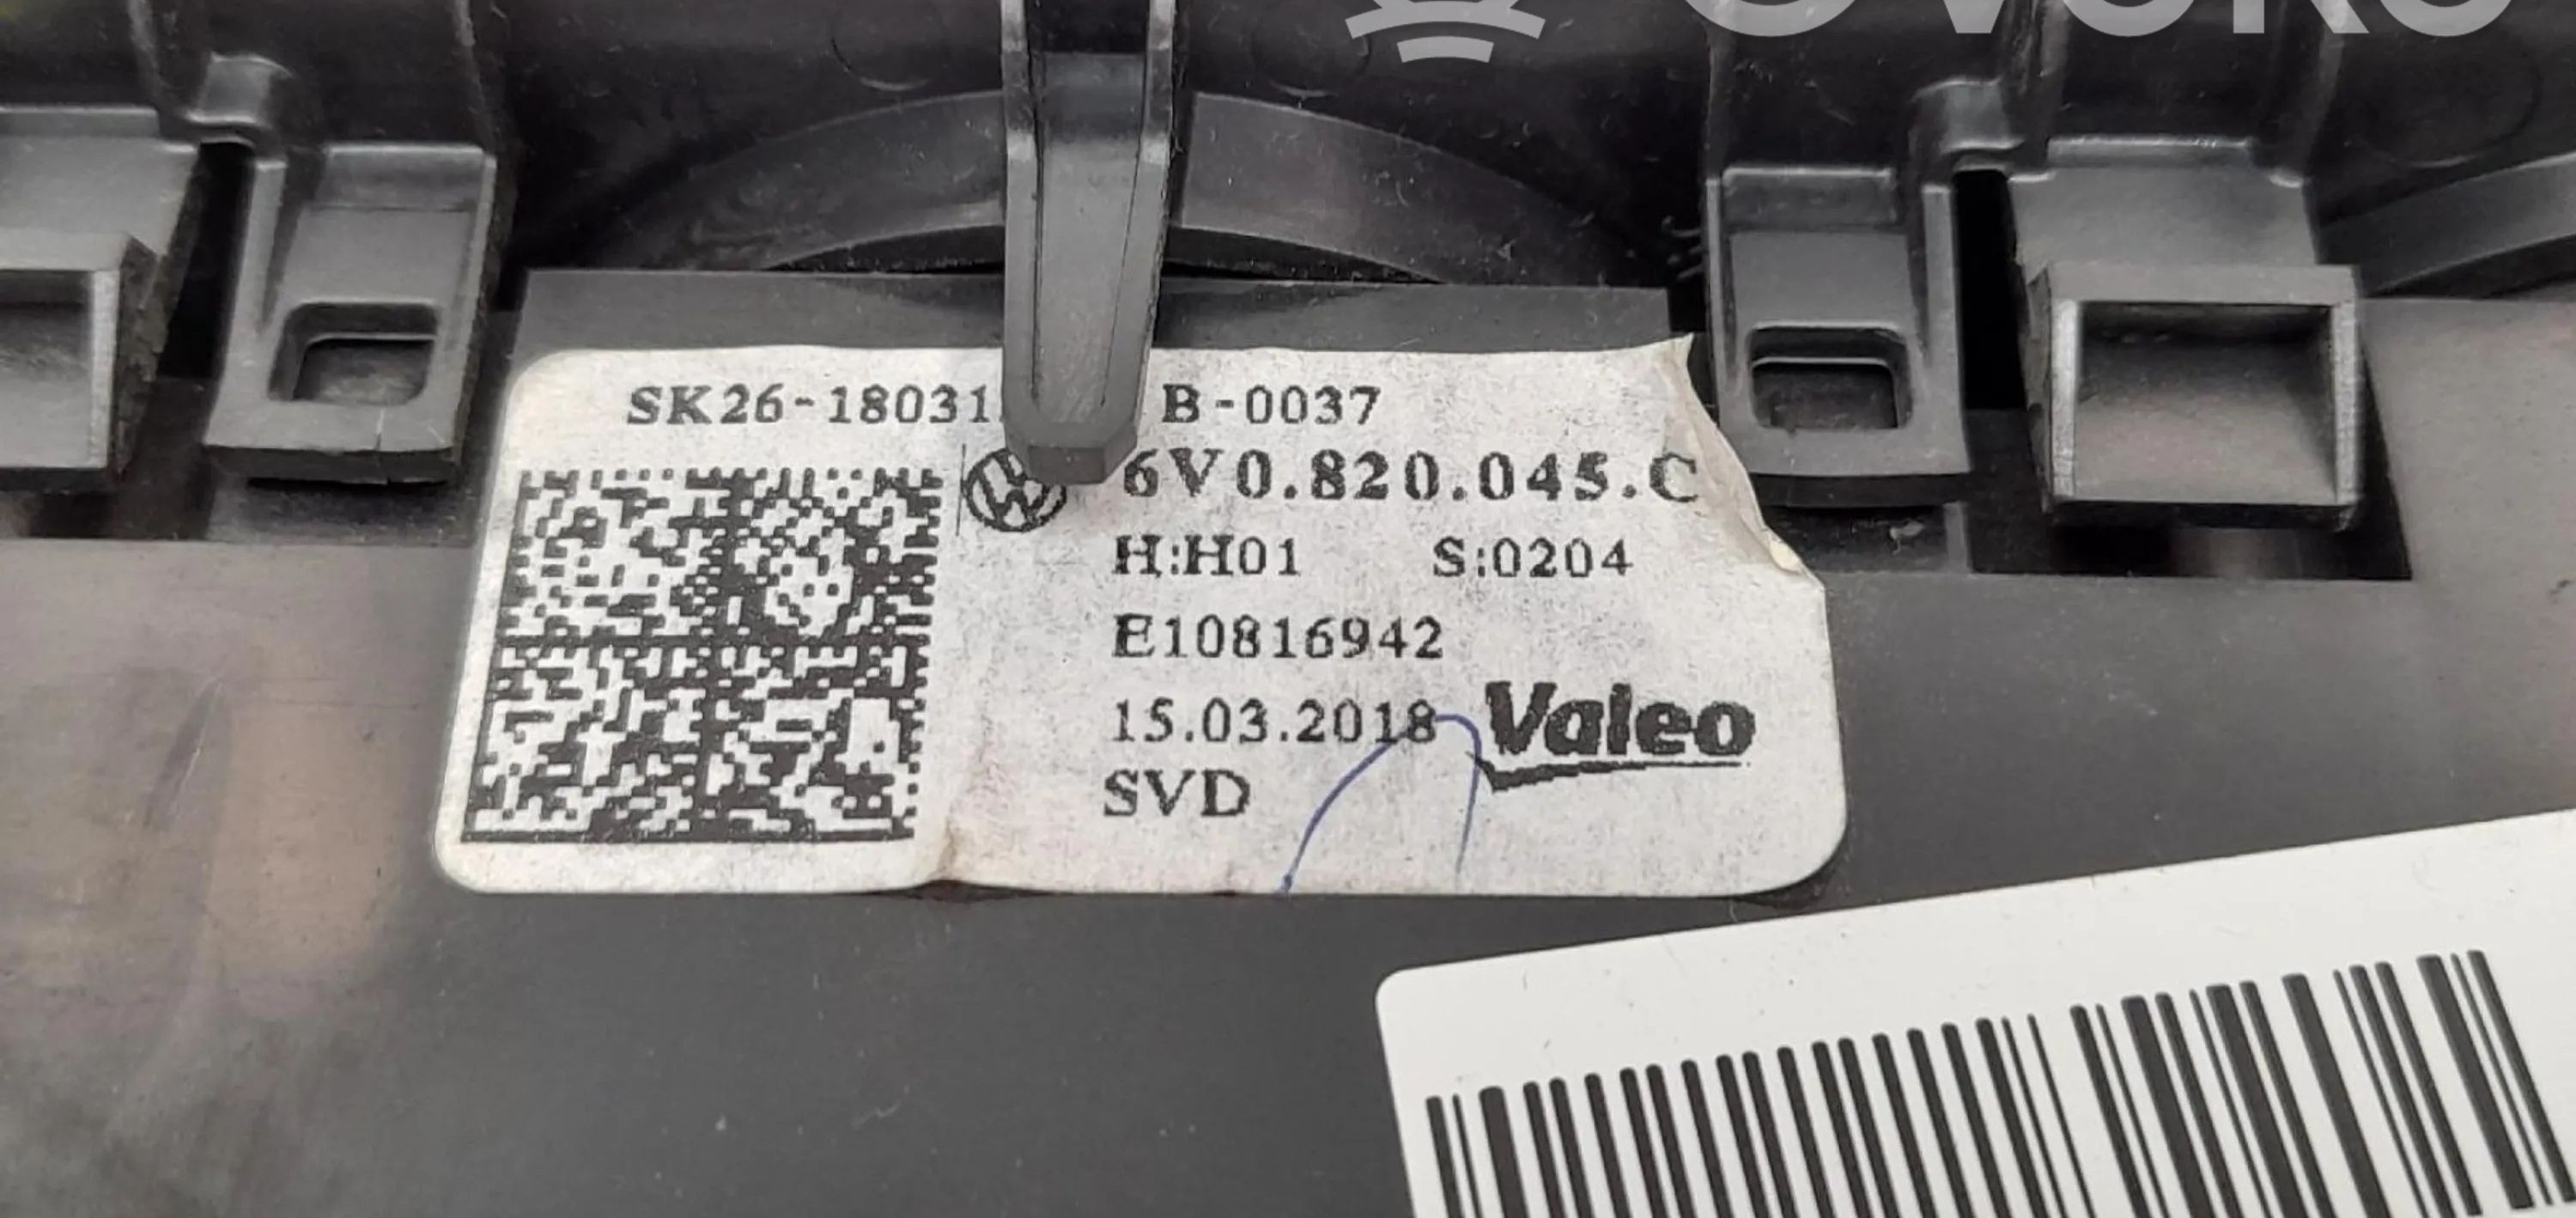 SK26-18031 B-0037
6V0.820.045.C
H:H01 S:0204
E10816942
15.03.2018 Valeo
SVD